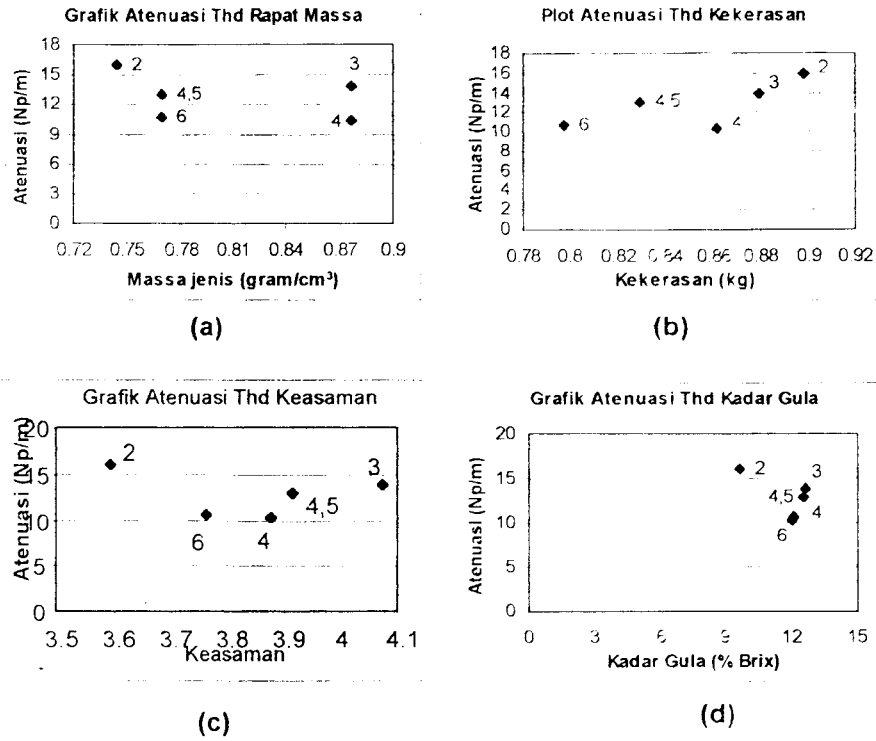 Grafik Atenuasi Thd Rapat Massa
Atenuasi (Np/m)
18
15
12
9
6
3
0
2
4,5
6
3
4
0.72 0.75 0.78 0.81 0.84 0.87 0.9
Massa jenis (gram/cm³)
(a)
Plot Atenuasi Thd Kekerasan
Atenuasi (Np/m)
18
16
14
12
10
8
6
4
2
0
6
4,5
4
3
2
0.78 0.8 0.82 0.84 0.86 0.88 0.9 0.92
Kekerasan (kg)
(b)
Grafik Atenuasi Thd Keasaman
Atenuasi (Np/m)
20
15
10
5
0
2
6
4
4,5
3
3.5 3.6 3.7 3.8 3.9 4 4.1
Keasaman
(c)
Grafik Atenuasi Thd Kadar Gula
Atenuasi (Np/m)
20
15
10
5
0
2
3
4,5
4
6
0 3 6 9 12 15
Kadar Gula (% Brix)
(d)